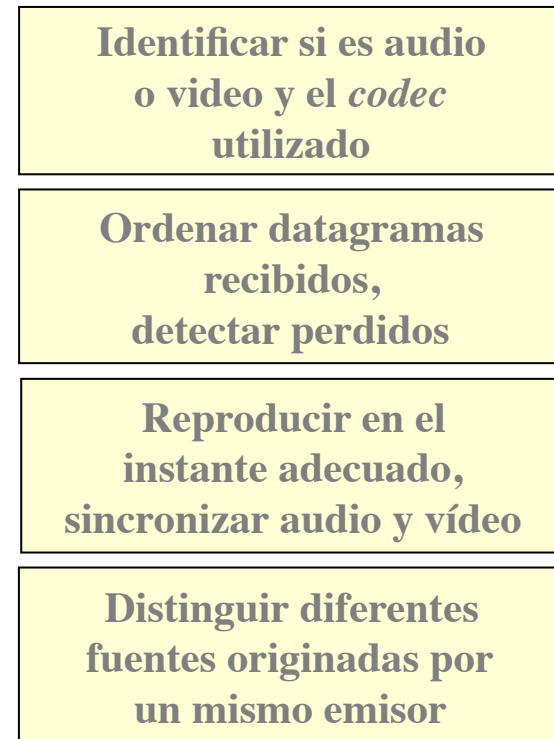 Identificar si es audio
o video y el codec
utilizado
Ordenar datagramas
recibidos,
detectar perdidos
Reproducir en el
instante adecuado,
sincronizar audio y vídeo
Distinguir diferentes
fuentes originadas por
un mismo emisor